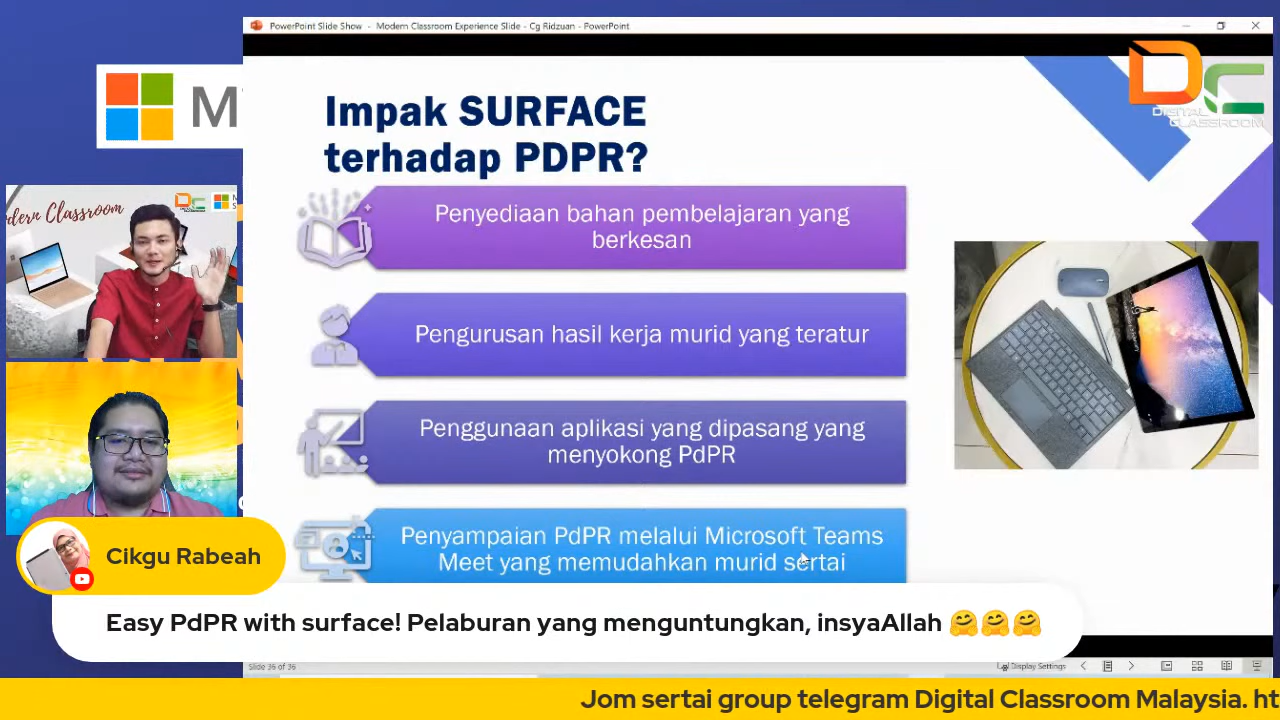 PowerPoint Slide Show - Modern Classroom Experience Slide - Cg Ridzuan - PowerPoint
DC
DIGITAL
CLASSROOM
Impak SURFACE
terhadap PDPR?
Modern Classroom
Penyediaan bahan pembelajaran yang
berkesan
Pengurusan hasil kerja murid yang teratur
Penggunaan aplikasi yang dipasang yang
menyokong PdPR
Penyampaian PdPR melalui Microsoft Teams
Meet yang memudahkan murid sertai
Cikgu Rabeah
Easy PdPR with surface! Pelaburan yang menguntungkan, insyaAllah 🤗🤗🤗
Slide 36 of 36
Display Settings
Jom sertai group telegram Digital Classroom Malaysia. ht